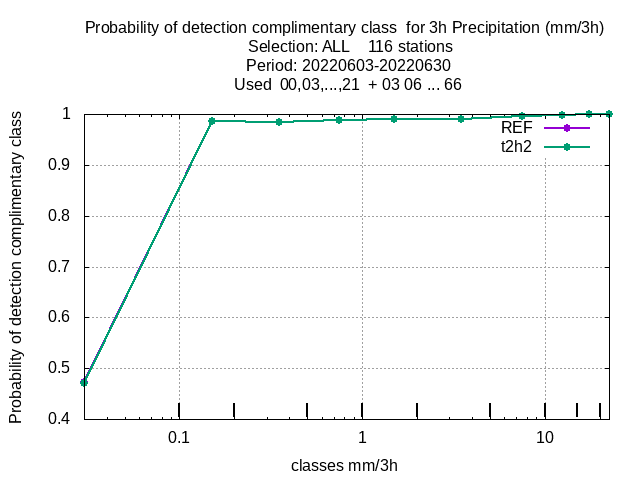 Probability of detection complimentary class  for 3h Precipitation (mm/3h)
Selection: ALL    116 stations
Period: 20220603-20220630
Used  00,03,...,21  + 03 06 ... 66
Probability of detection complimentary class
1
0.9
0.8
0.7
0.6
0.5
0.4
REF
t2h2
0.1
1
10
classes mm/3h